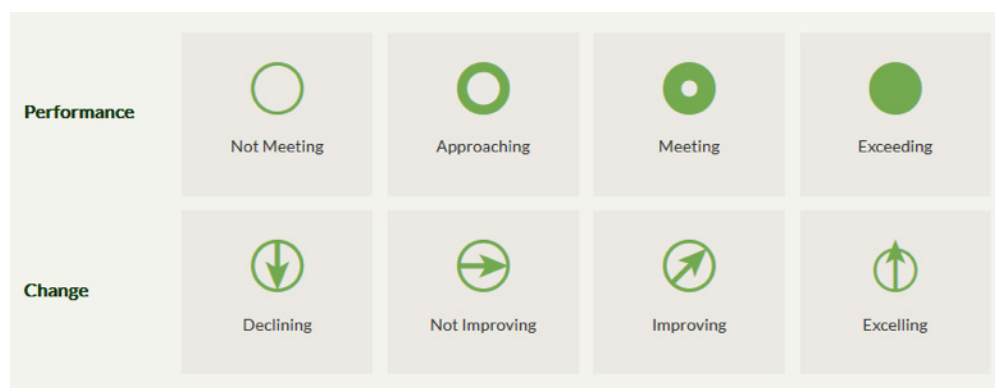 Performance
Not Meeting
Approaching
Meeting
Exceeding
Change
Declining
Not Improving
Improving
Excelling